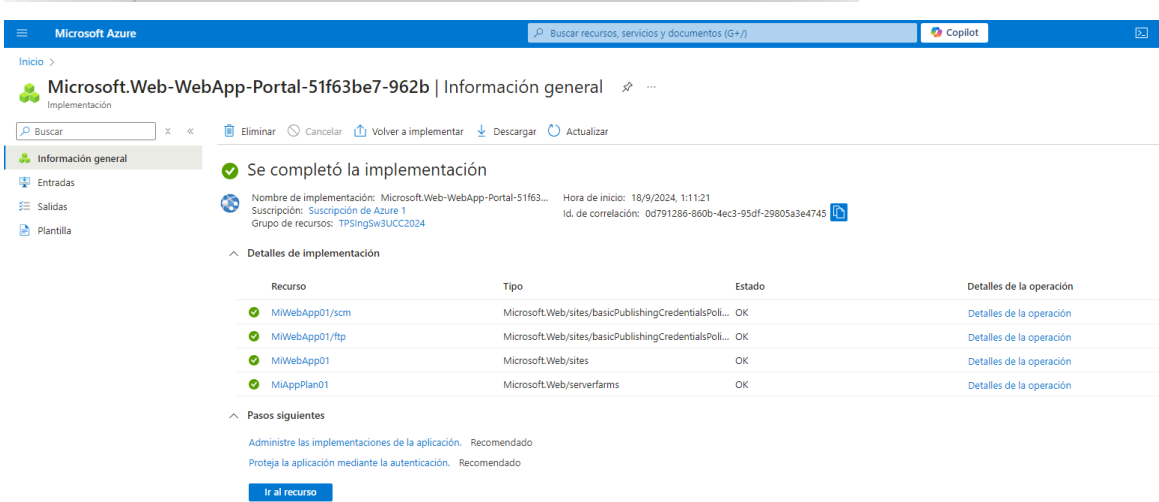 Microsoft Azure
Buscar recursos, servicios y documentos (G+/)
Copilot
Inicio >
Microsoft.Web-WebApp-Portal-51f63be7-962b | Información general
Implementación
Buscar
Eliminar Cancelar Volver a implementar Descargar Actualizar
Información general
Entradas
Salidas
Plantilla
Se completó la implementación
Nombre de implementación: Microsoft.Web-WebApp-Portal-51f63...
Suscripción: Suscripción de Azure 1
Grupo de recursos: TPSIngSw3UCC2024
Hora de inicio: 18/9/2024, 1:11:21
Id. de correlación: 0d791286-860b-4ec3-95df-29805a3e4745
Detalles de implementación
Recurso Tipo Estado Detalles de la operación
MiWebApp01/scm Microsoft.Web/sites/basicPublishingCredentialsPoli... OK Detalles de la operación
MiWebApp01/ftp Microsoft.Web/sites/basicPublishingCredentialsPoli... OK Detalles de la operación
MiWebApp01 Microsoft.Web/sites OK Detalles de la operación
MiAppPlan01 Microsoft.Web/serverfarms OK Detalles de la operación
Pasos siguientes
Administre las implementaciones de la aplicación. Recomendado
Proteja la aplicación mediante la autenticación. Recomendado
Ir al recurso